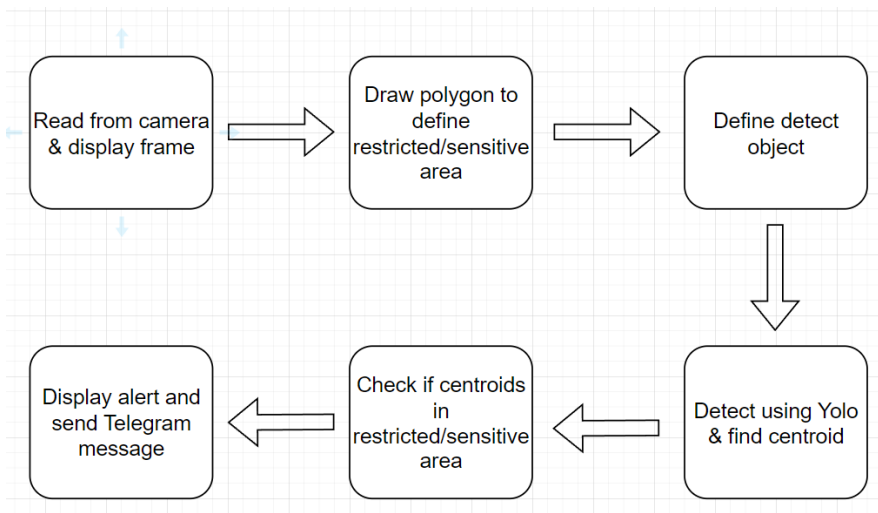 Read from camera
& display frame
Draw polygon to
define
restricted/sensitive
area
Define detect
object
Detect using Yolo
& find centroid
Check if centroids
in
restricted/sensitive
area
Display alert and
send Telegram
message